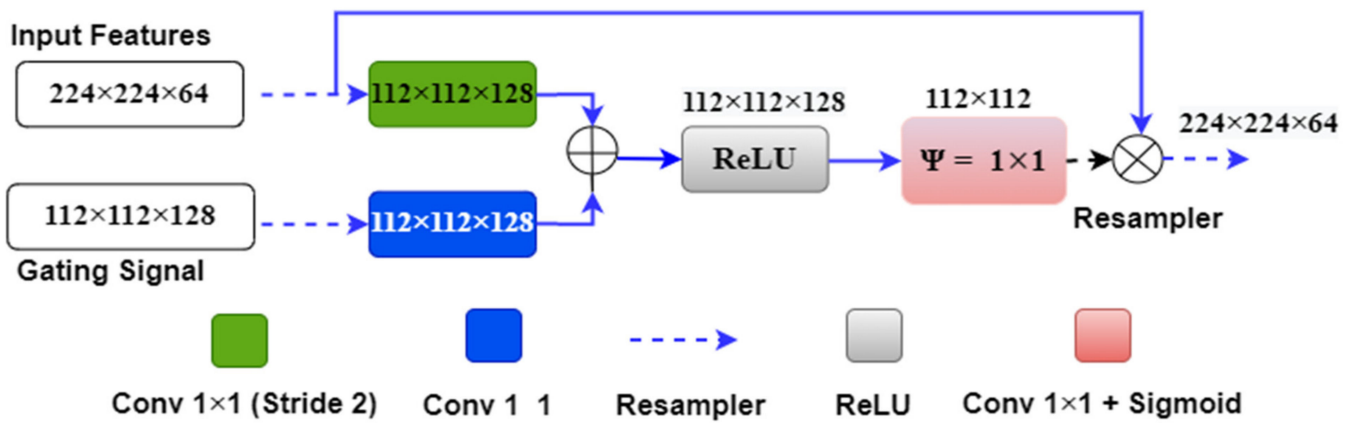 Input Features
224×224×64
112×112×128
112×112×128
ReLU
112×112
Ψ = 1×1
224×224×64
Resampler
112×112×128
112×112×128
Gating Signal
Conv 1×1 (Stride 2)
Conv 1 1
Resampler
ReLU
Conv 1×1 + Sigmoid